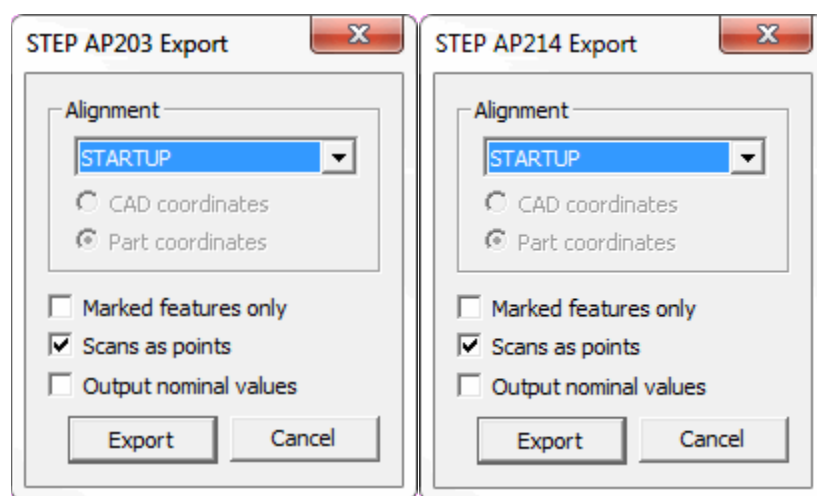 STEP AP203 Export
Alignment
STARTUP
CAD coordinates
Part coordinates
Marked features only
Scans as points
Output nominal values
Export Cancel
STEP AP214 Export
Alignment
STARTUP
CAD coordinates
Part coordinates
Marked features only
Scans as points
Output nominal values
Export Cancel